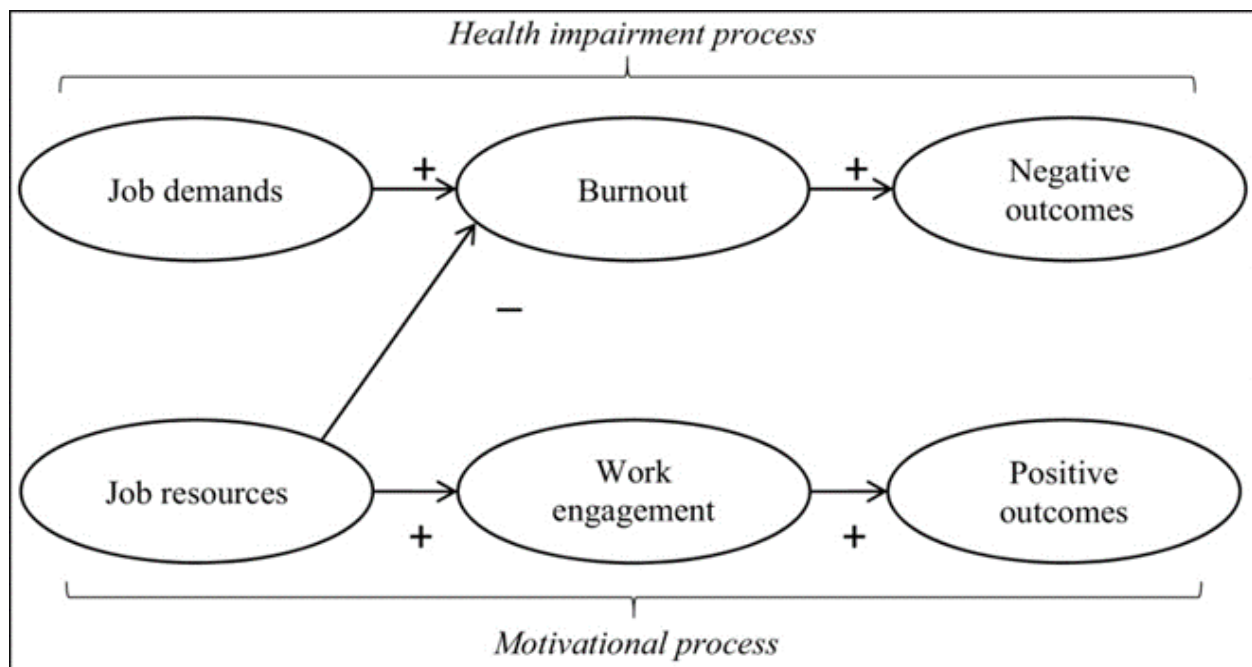 Health impairment process
Job demands
+
Burnout
+
Negative
outcomes
−
Job resources
+
Work
engagement
+
Positive
outcomes
Motivational process